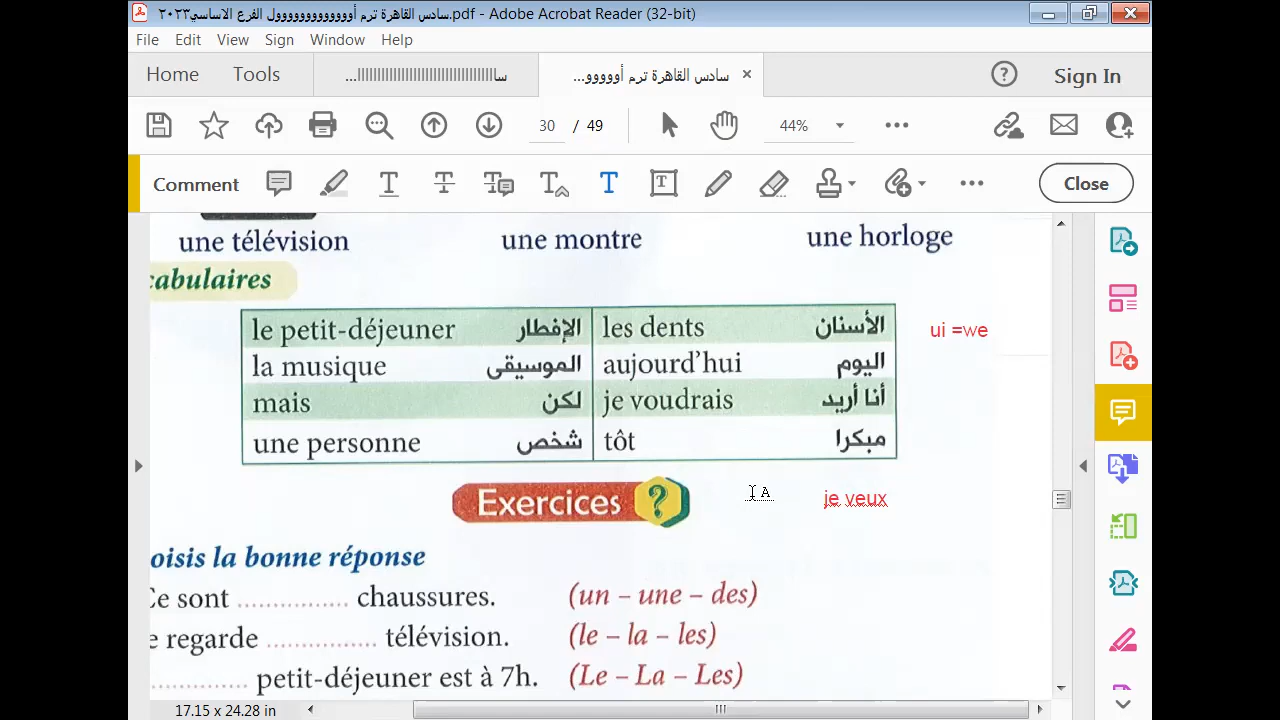 سادس القاهرة ترم أووووووووووووول الفرع الاساسي٢٠٢٣.pdf - Adobe Acrobat Reader (32-bit)
File Edit View Sign Window Help
Home Tools سادس القاهرة ترم أووووو... Sign In
30 / 49 44%
Comment Close
une télévision une montre une horloge
cabulaires
le petit-déjeuner الإفطار les dents الأسنان
ui =we
la musique الموسيقى aujourd'hui اليوم
mais لكن je voudrais أنا أريد
une personne شخص tôt مبكرا
Exercices ?
je veux
oisis la bonne réponse
Ce sont ................ chaussures. (un – une – des)
e regarde ................ télévision. (le – la – les)
.............. petit-déjeuner est à 7h. (Le – La – Les)
17.15 x 24.28 in